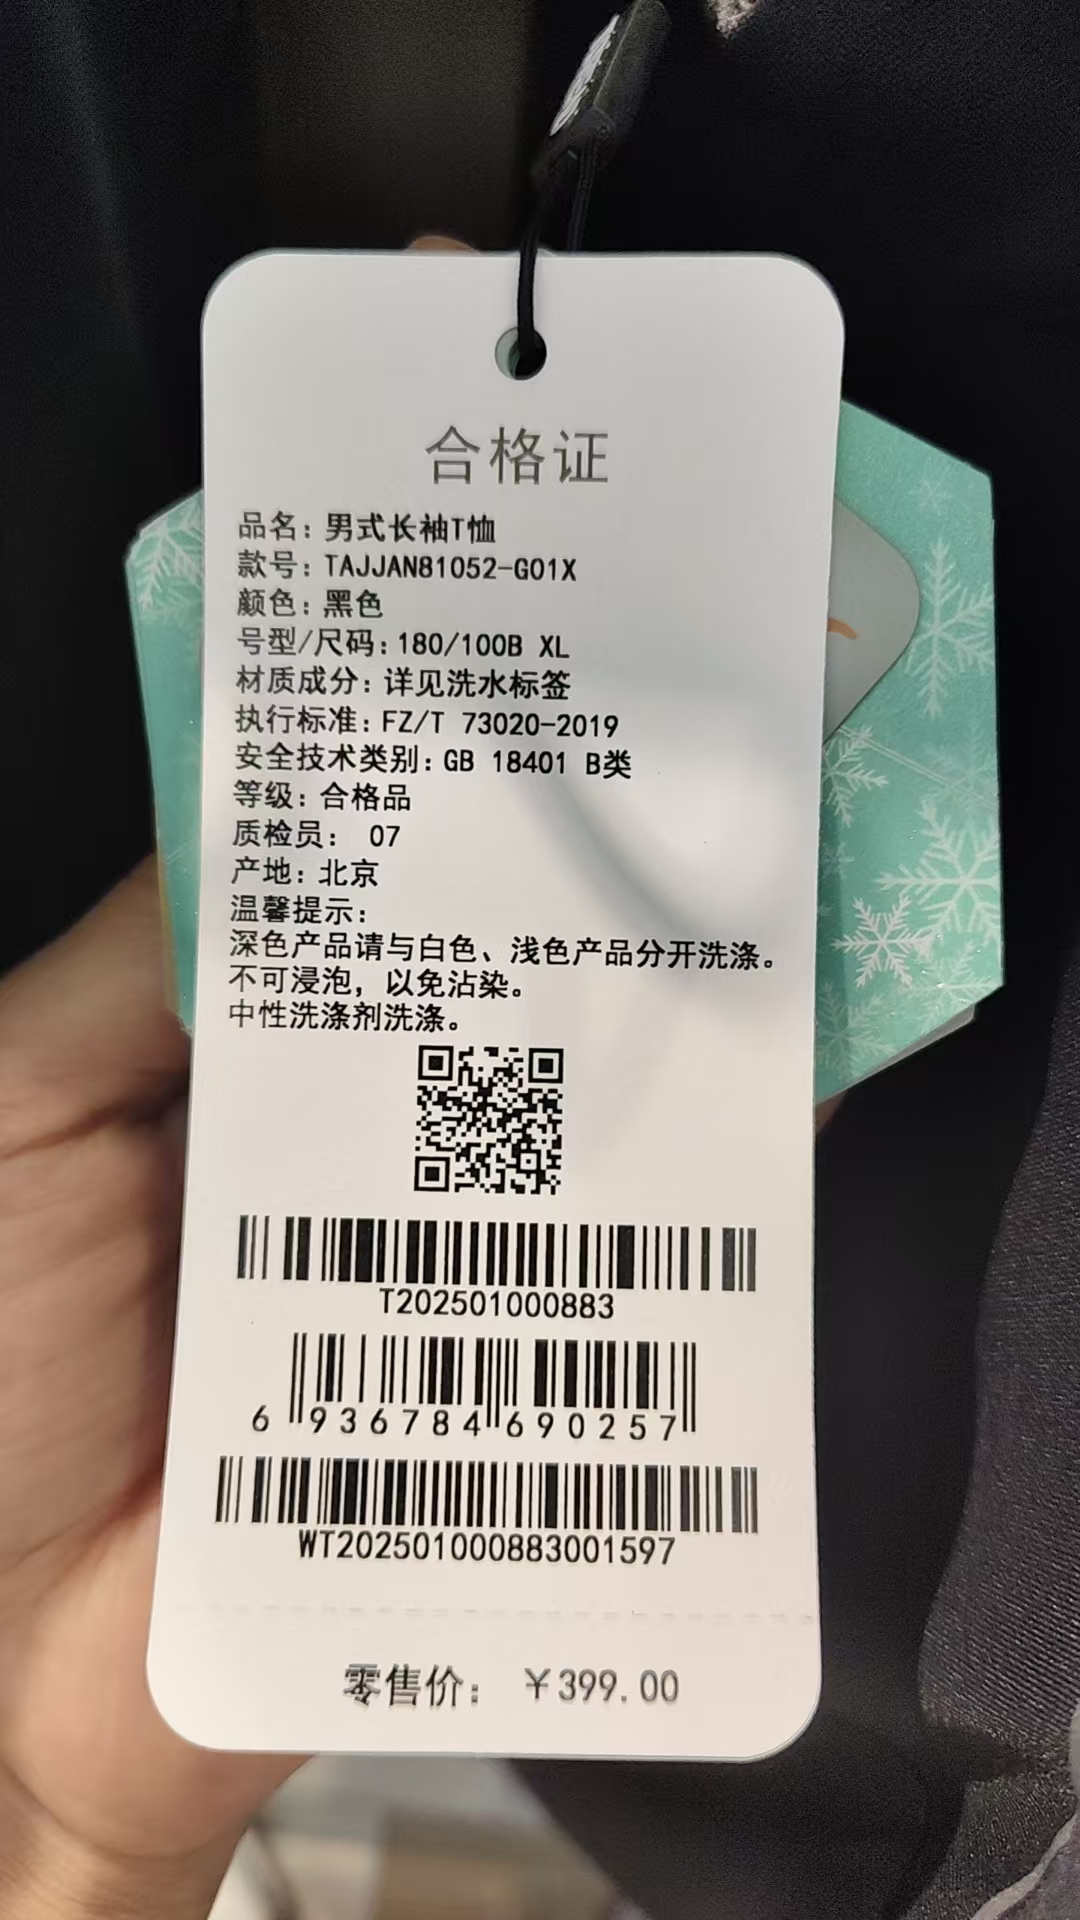 合格证
品名：男式长袖T恤
款号：TAJJAN81052-G01X
颜色：黑色
号型/尺码：180/100B XL
材质成分：详见洗水标签
执行标准：FZ/T 73020-2019
安全技术类别：GB 18401 B类
等级：合格品
质检员： 07
产地：北京
温馨提示：
深色产品请与白色、浅色产品分开洗涤。
不可浸泡，以免沾染。
中性洗涤剂洗涤。
T202501000883
6 936784 690257
WT202501000883001597
零售价： ￥399.00